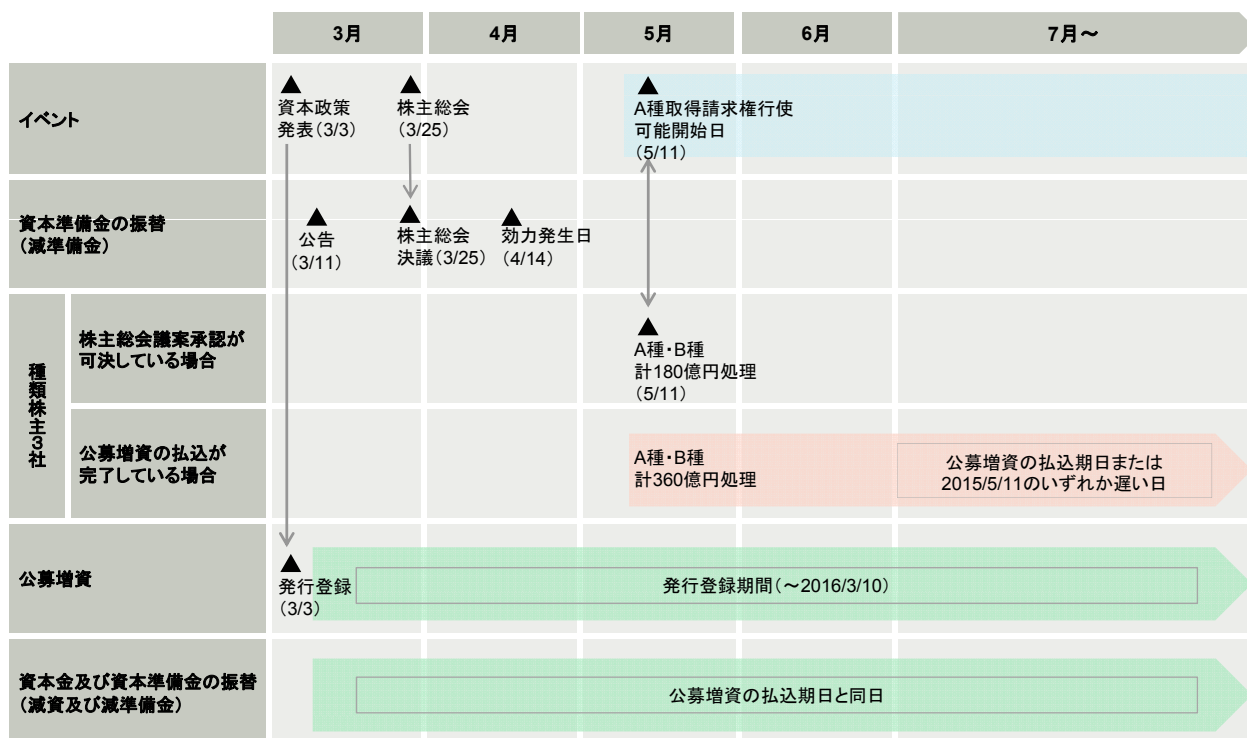 3月
4月
5月
6月
7月～
イベント
▲
資本政策
発表（3/3）
▲
株主総会
（3/25）
▲
A種取得請求権行使
可能開始日
（5/11）
資本準備金の振替
（減準備金）
▲
公告
（3/11）
▲
株主総会
決議（3/25）
▲
効力発生日
（4/14）
種類株主3社
株主総会議案承認が
可決している場合
▲
A種・B種
計180億円処理
（5/11）
公募増資の払込が
完了している場合
A種・B種
計360億円処理
公募増資の払込期日または
2015/5/11のいずれか遅い日
公募増資
▲
発行登録
（3/3）
発行登録期間（～2016/3/10）
資本金及び資本準備金の振替
（減資及び減準備金）
公募増資の払込期日と同日